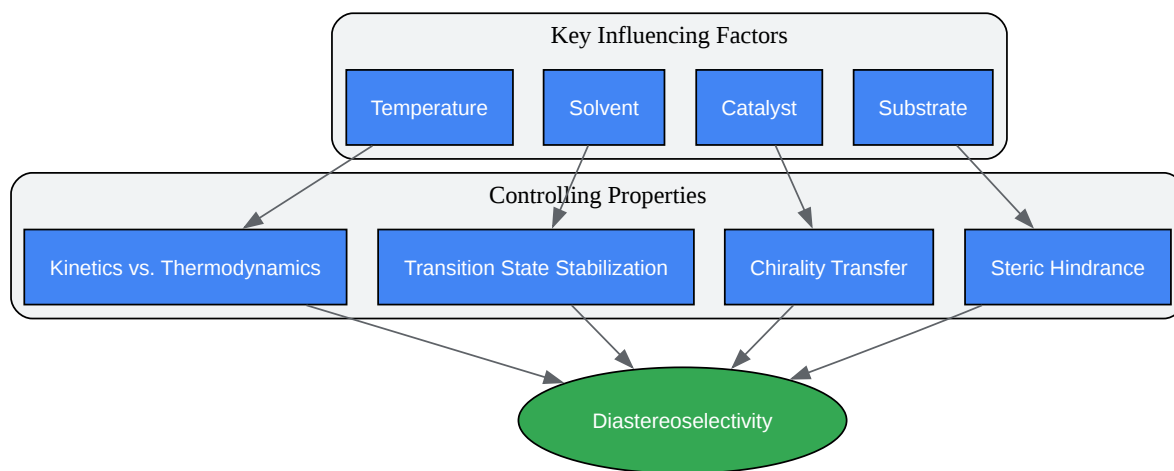 Key Influencing Factors
Temperature
Solvent
Catalyst
Substrate
Controlling Properties
Kinetics vs. Thermodynamics
Transition State Stabilization
Chirality Transfer
Steric Hindrance
Diastereoselectivity